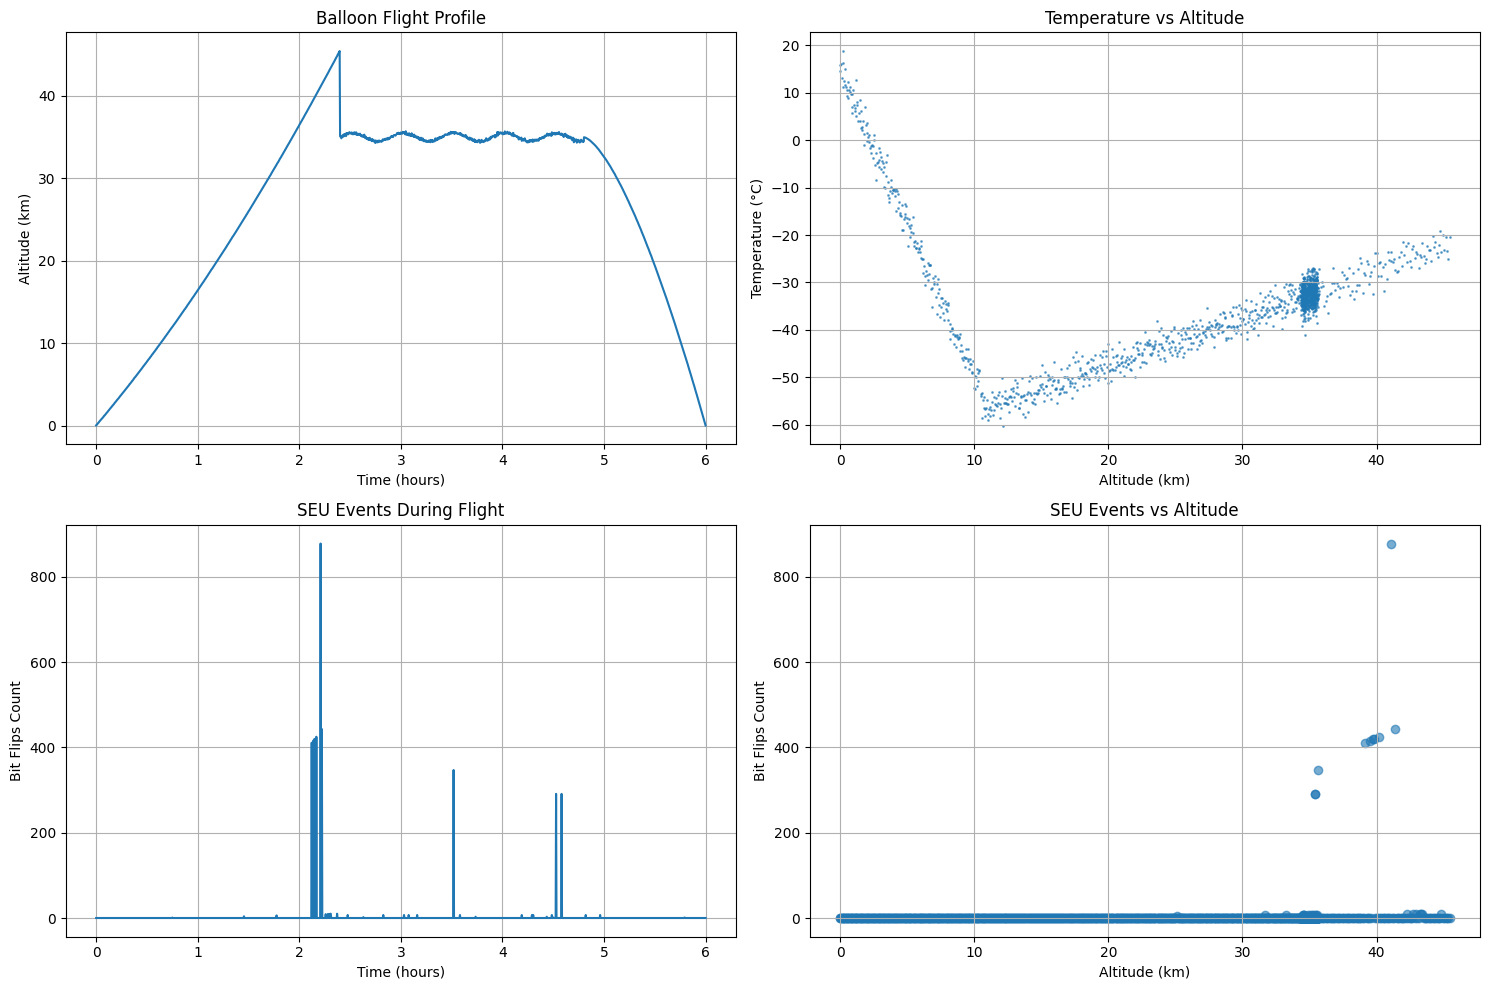 Balloon Flight Profile
Altitude (km)
40
30
20
10
0
0 1 2 3 4 5 6
Time (hours)
Temperature vs Altitude
Temperature (°C)
20
10
0
−10
−20
−30
−40
−50
−60
0 10 20 30 40
Altitude (km)
SEU Events During Flight
Bit Flips Count
800
600
400
200
0
0 1 2 3 4 5 6
Time (hours)
SEU Events vs Altitude
Bit Flips Count
800
600
400
200
0
0 10 20 30 40
Altitude (km)